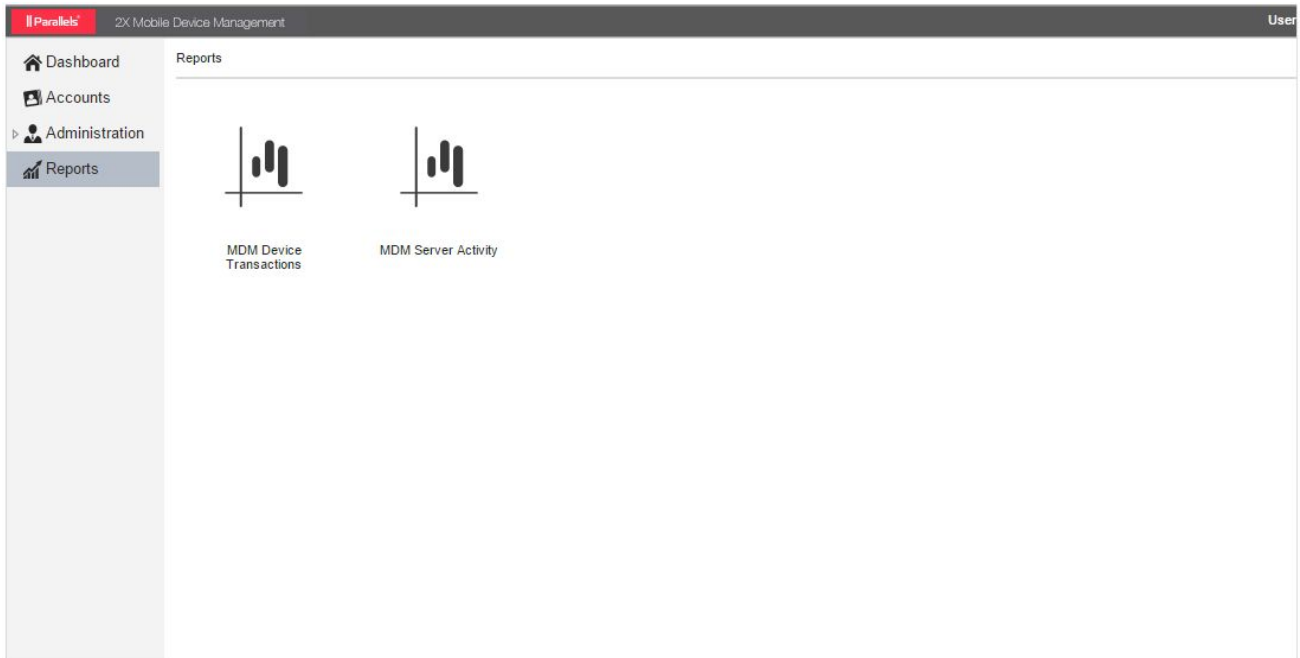 Parallels® 2X Mobile Device Management User
Dashboard
Accounts
Administration
Reports
Reports
MDM Device
Transactions
MDM Server Activity